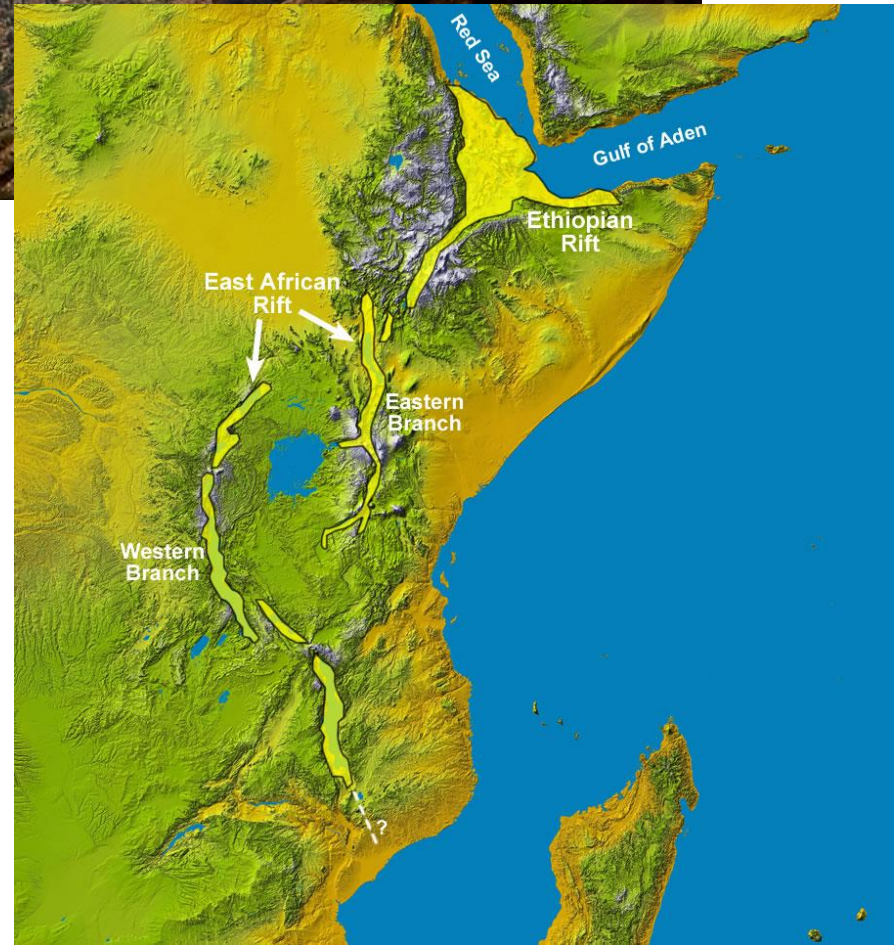 Red Sea
Gulf of Aden
Ethiopian
Rift
East African
Rift
Eastern
Branch
Western
Branch
?